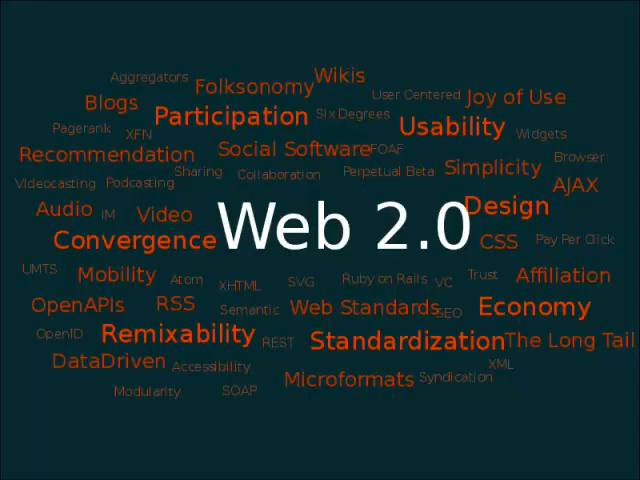 Aggregators
Folksonomy
Wikis
User Centered
Joy of Use
Blogs
Participation
Six Degrees
Usability
Widgets
Pagerank
XFN
Recommendation
Social Software
FOAF
Browser
Sharing
Collaboration
Perpetual Beta
Simplicity
Videocasting
Podcasting
AJAX
Audio
IM
Video
Web 2.0
Design
Convergence
CSS
Pay Per Click
UMTS
Mobility
Atom
XHTML
SVG
Ruby on Rails
VC
Trust
Affiliation
OpenAPIs
RSS
Semantic
Web Standards
SEO
Economy
OpenID
Remixability
REST
Standardization
The Long Tail
DataDriven
Accessibility
XML
Microformats
Syndication
Modularity
SOAP